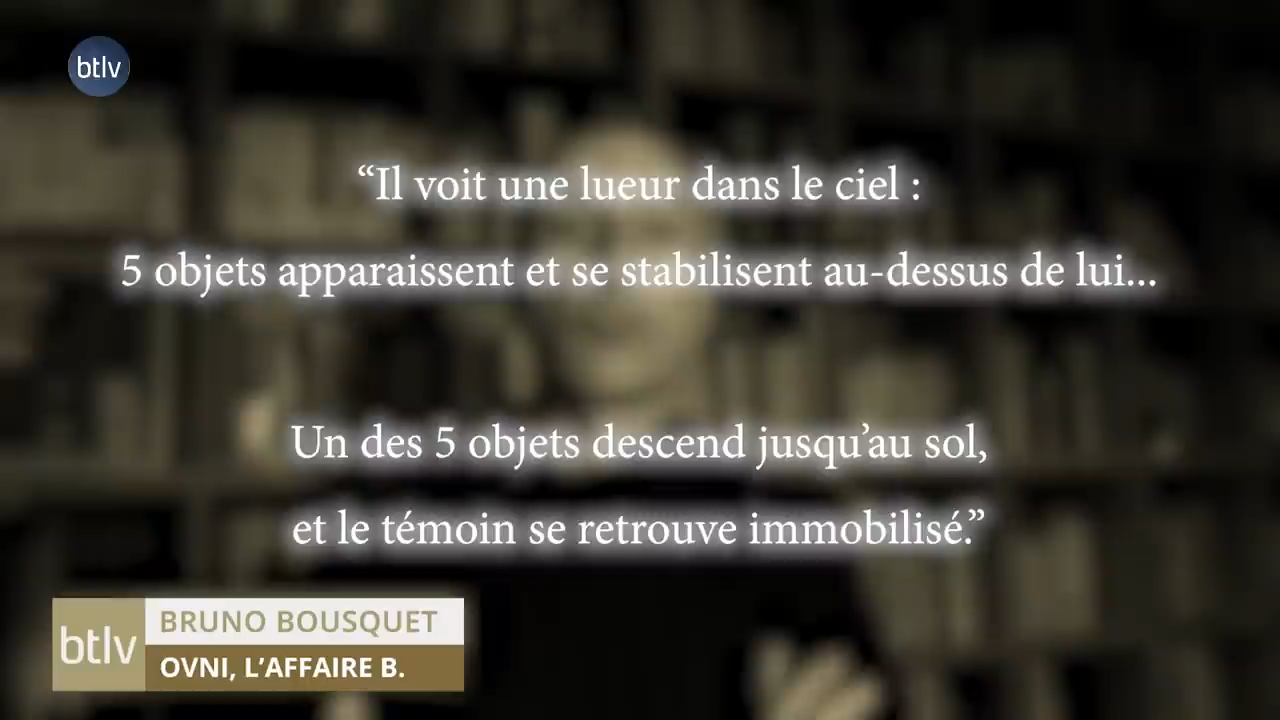 btlv
“Il voit une lueur dans le ciel :
5 objets apparaissent et se stabilisent au-dessus de lui...
Un des 5 objets descend jusqu’au sol,
et le témoin se retrouve immobilisé.”
btlv
BRUNO BOUSQUET
OVNI, L’AFFAIRE B.